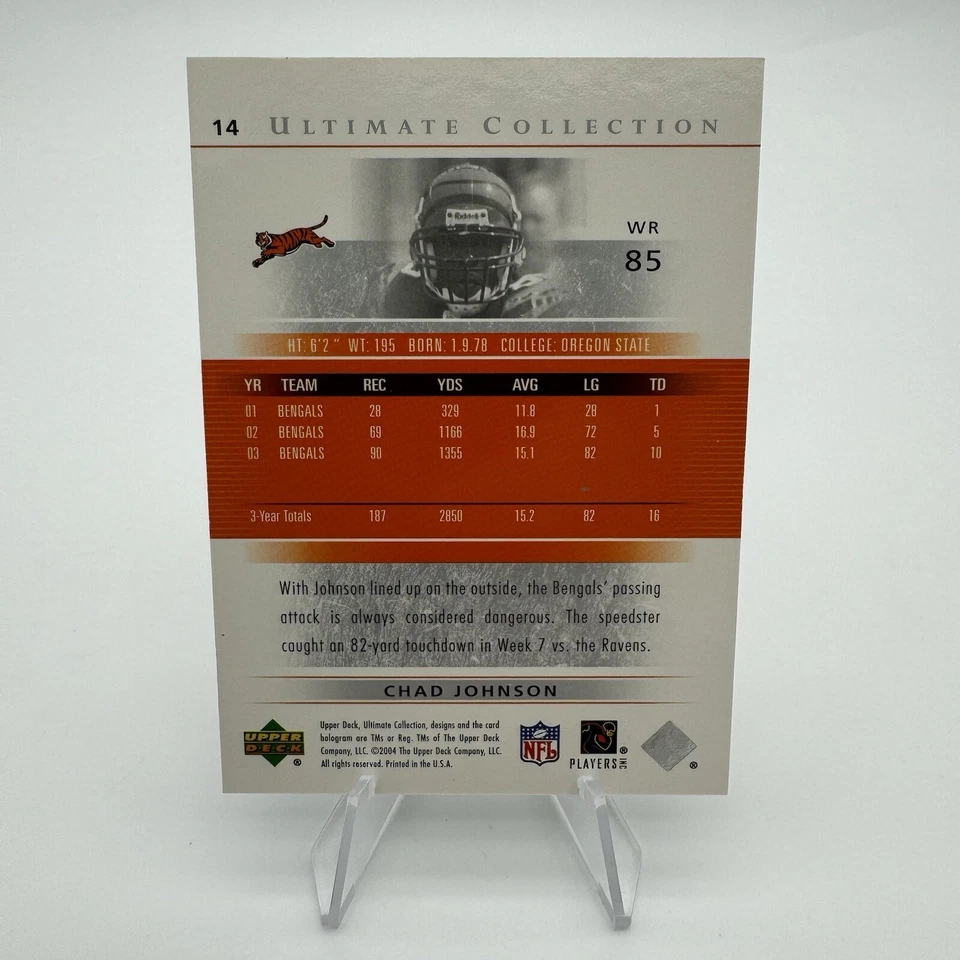 14 ULTIMATE COLLECTION
Riddell
WR
85
HT: 6'2" WT: 195 BORN: 1.9.78 COLLEGE: OREGON STATE
YR TEAM REC YDS AVG LG TD
01 BENGALS 28 329 11.8 28 1
02 BENGALS 69 1166 16.9 72 5
03 BENGALS 90 1355 15.1 82 10
3-Year Totals 187 2850 15.2 82 16
With Johnson lined up on the outside, the Bengals' passing
attack is always considered dangerous. The speedster
caught an 82-yard touchdown in Week 7 vs. the Ravens.
CHAD JOHNSON
UPPER
DECK
®
Upper Deck, Ultimate Collection, designs and the card
hologram are TMs or Reg. TMs of The Upper Deck
Company, LLC. ©2004 The Upper Deck Company, LLC.
All rights reserved. Printed in the U.S.A.
NFL
®
PLAYERS INC
®